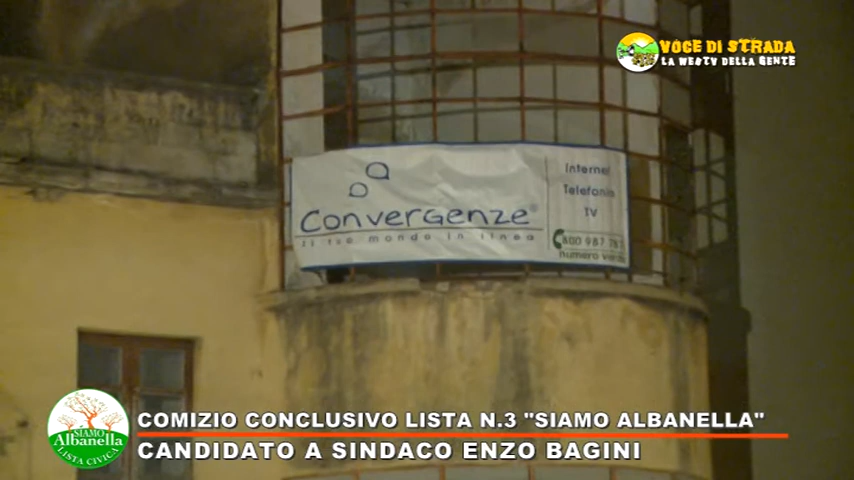 VOCE DI STRADA
LA WEBTV DELLA GENTE
Convergenze®
il tuo mondo in linea
Internet
Telefonia
TV
800 987 78
numero verde
SIAMO
Albanella
LISTA CIVICA
COMIZIO CONCLUSIVO LISTA N.3 "SIAMO ALBANELLA"
CANDIDATO A SINDACO ENZO BAGINI